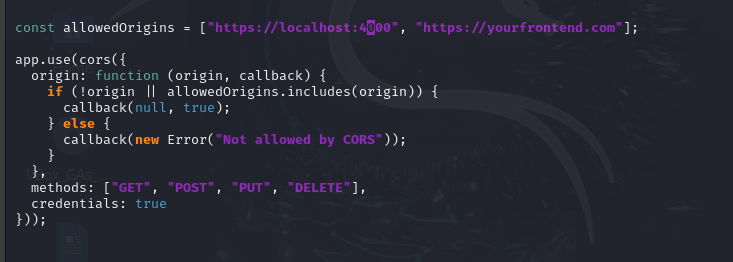 const allowedOrigins = ["https://localhost:4000", "https://yourfrontend.com"];
app.use(cors({
  origin: function (origin, callback) {
    if (!origin || allowedOrigins.includes(origin)) {
      callback(null, true);
    } else {
      callback(new Error("Not allowed by CORS"));
    }
  },
  methods: ["GET", "POST", "PUT", "DELETE"],
  credentials: true
}));